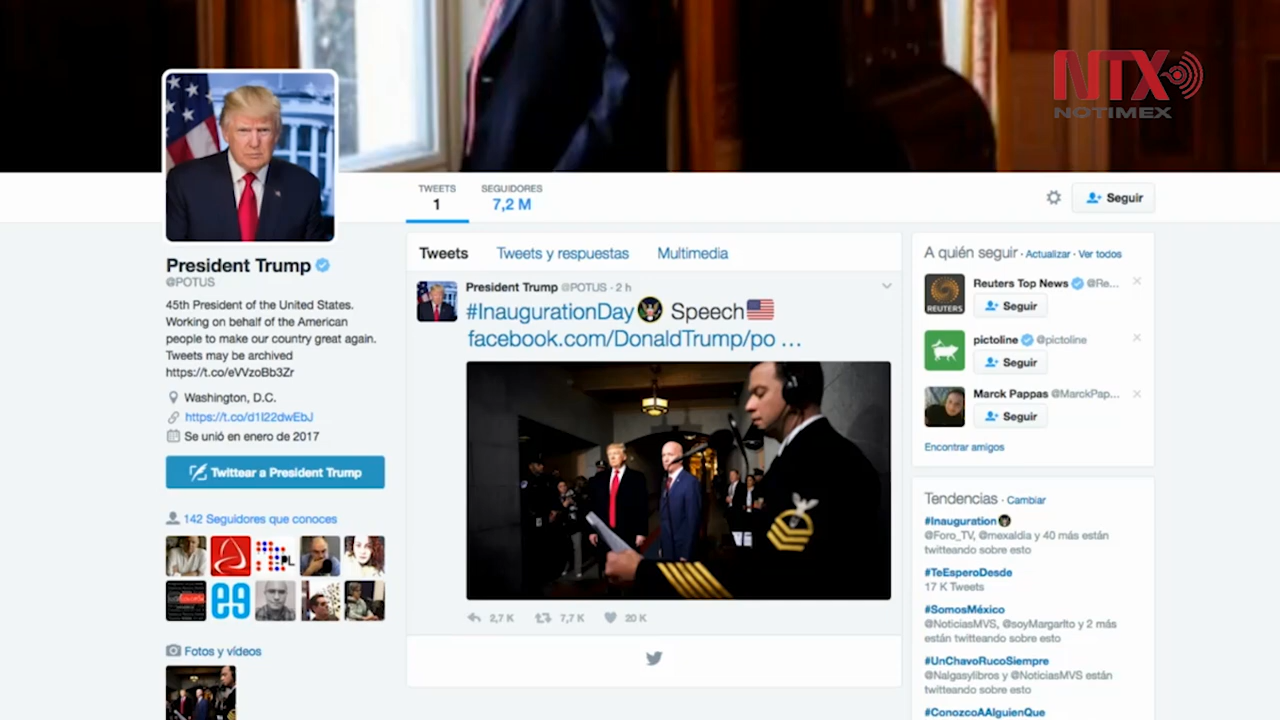 NTX
NOTIMEX
TWEETS
1
SEGUIDORES
7,2 M
Seguir
President Trump
@POTUS
45th President of the United States.
Working on behalf of the American
people to make our country great again.
Tweets may be archived
https://t.co/eVVzoBb3Zr
Washington, D.C.
https://t.co/d1I22dwEbJ
Se unió en enero de 2017
Twittear a President Trump
142 Seguidores que conoces
e9
Fotos y vídeos
Tweets
Tweets y respuestas
Multimedia
President Trump @POTUS · 2 h
#InaugurationDay Speech
facebook.com/DonaldTrump/po ...
2,7 K
7,7 K
20 K
A quién seguir · Actualizar · Ver todos
REUTERS
Reuters Top News @Re...
Seguir
pictoline @pictoline
Seguir
Marck Pappas @MarckPap...
Seguir
Encontrar amigos
Tendencias · Cambiar
#Inauguration
@Foro_TV, @mexaldia y 40 más están
twitteando sobre esto
#TeEsperoDesde
17 K Tweets
#SomosMéxico
@NoticiasMVS, @soyMargarIto y 2 más
están twitteando sobre esto
#UnChavoRucoSiempre
@Nalgasylibros y @NoticiasMVS están
twitteando sobre esto
#ConozcoAAlguienQue